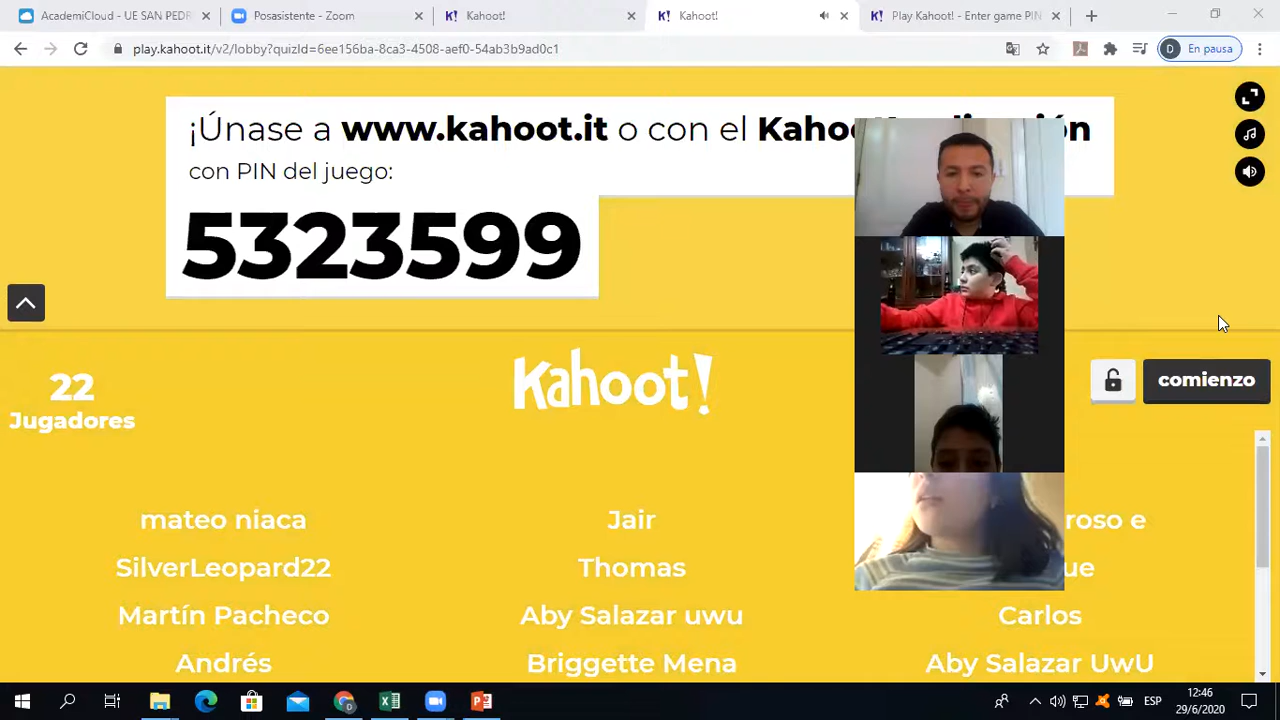 AcademiCloud - UE SAN PEDR
Posasistente - Zoom
Kahoot!
Kahoot!
Play Kahoot! - Enter game PIN
play.kahoot.it/v2/lobby?quizId=6ee156ba-8ca3-4508-aef0-54ab3b9ad0c1
D En pausa
¡Únase a www.kahoot.it o con el
con PIN del juego:
5323599
22
Jugadores
Kahoot!
comienzo
mateo niaca
Jair
SilverLeopard22
Thomas
Martín Pacheco
Aby Salazar uwu
Carlos
Andrés
Briggette Mena
Aby Salazar UwU
ESP
12:46
29/6/2020